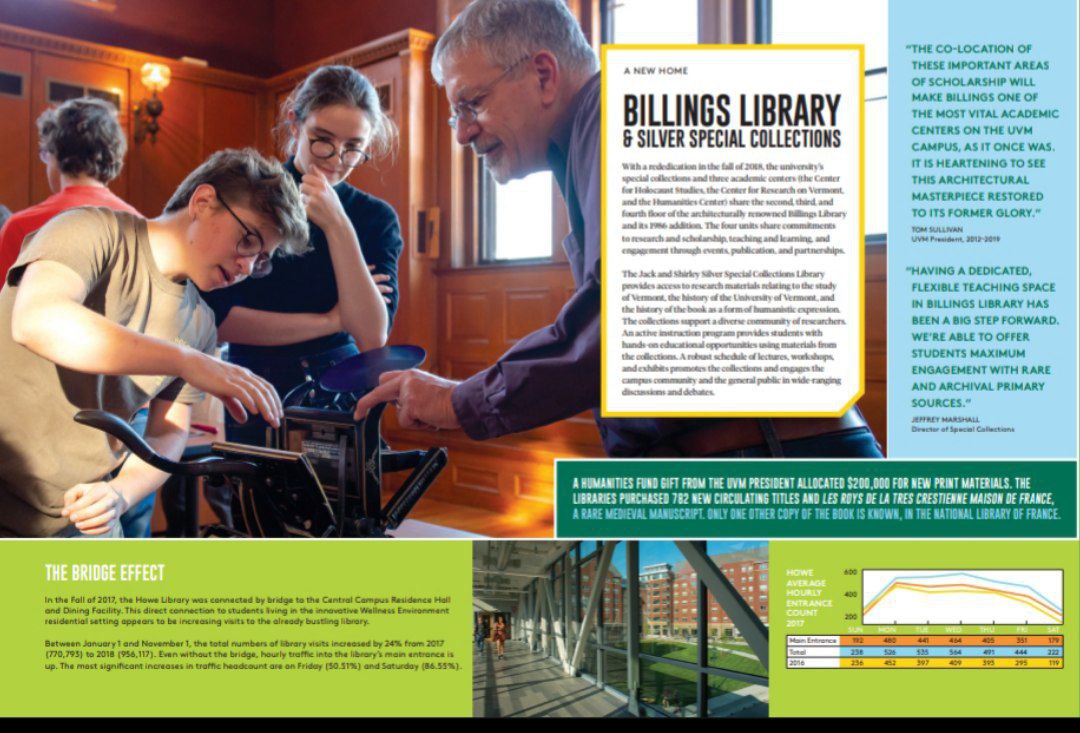 A NEW HOME
BILLINGS LIBRARY
& SILVER SPECIAL COLLECTIONS
With a rededication in the fall of 2018, the university's
special collections and three academic centers (the Center
for Holocaust Studies, the Center for Research on Vermont,
and the Humanities Center) share the second, third, and
fourth floor of the architecturally renowned Billings Library
and its 1986 addition. The four units share commitments
to research and scholarship, teaching and learning, and
engagement through events, publication, and partnerships.
The Jack and Shirley Silver Special Collections Library
provides access to research materials relating to the study
of Vermont, the history of the University of Vermont, and
the history of the book as a form of humanistic expression.
The collections support a diverse community of researchers.
An active instruction program provides students with
hands-on educational opportunities using materials from
the collections. A robust schedule of lectures, workshops,
and exhibits promotes the collections and engages the
campus community and the general public in wide-ranging
discussions and debates.
"THE CO-LOCATION OF
THESE IMPORTANT AREAS
OF SCHOLARSHIP WILL
MAKE BILLINGS ONE OF
THE MOST VITAL ACADEMIC
CENTERS ON THE UVM
CAMPUS, AS IT ONCE WAS.
IT IS HEARTENING TO SEE
THIS ARCHITECTURAL
MASTERPIECE RESTORED
TO ITS FORMER GLORY."
TOM SULLIVAN
UVM President, 2012-2019
"HAVING A DEDICATED,
FLEXIBLE TEACHING SPACE
IN BILLINGS LIBRARY HAS
BEEN A BIG STEP FORWARD.
WE'RE ABLE TO OFFER
STUDENTS MAXIMUM
ENGAGEMENT WITH RARE
AND ARCHIVAL PRIMARY
SOURCES."
JEFFREY MARSHALL
Director of Special Collections
A HUMANITIES FUND GIFT FROM THE UVM PRESIDENT ALLOCATED $200,000 FOR NEW PRINT MATERIALS. THE
LIBRARIES PURCHASED 782 NEW CIRCULATING TITLES AND LES ROYS DE LA TRES CRESTIENNE MAISON DE FRANCE,
A RARE MEDIEVAL MANUSCRIPT. ONLY ONE OTHER COPY OF THE BOOK IS KNOWN, IN THE NATIONAL LIBRARY OF FRANCE.
THE BRIDGE EFFECT
In the Fall of 2017, the Howe Library was connected by bridge to the Central Campus Residence Hall
and Dining Facility. This direct connection to students living in the innovative Wellness Environment
residential setting appears to be increasing visits to the already bustling library.
Between January 1 and November 1, the total numbers of library visits increased by 24% from 2017
(770,793) to 2018 (956,117). Even without the bridge, hourly traffic into the library's main entrance is
up. The most significant increases in traffic headcount are on Friday (50.51%) and Saturday (86.55%).
HOWE
AVERAGE
HOURLY
ENTRANCE
COUNT
2017
600
400
200
SUN MON TUE WED THU FRI SAT
Main Entrance 192 480 441 464 405 351 179
Total 238 526 535 564 491 444 222
2016 236 452 397 409 393 295 119